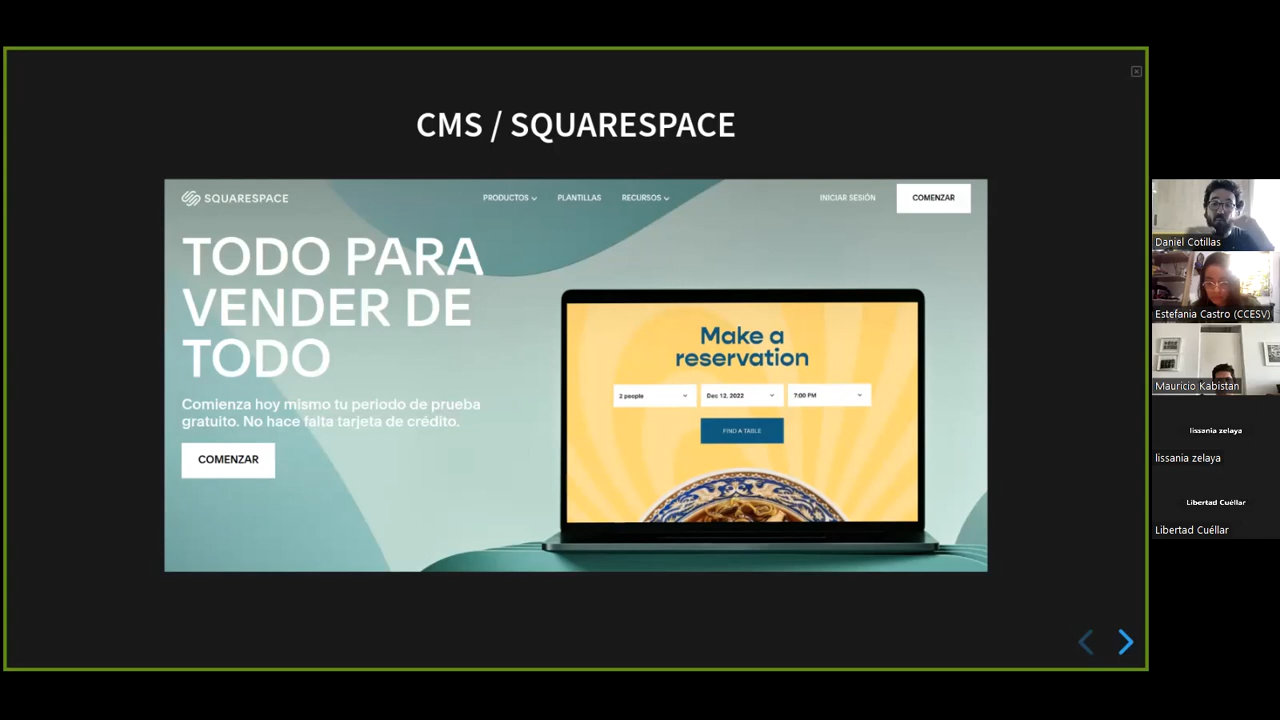 CMS / SQUARESPACE
SQUARESPACE
PRODUCTOS
PLANTILLAS
RECURSOS
INICIAR SESIÓN
COMENZAR
TODO PARA
VENDER DE
TODO
Comienza hoy mismo tu periodo de prueba
gratuito. No hace falta tarjeta de crédito.
COMENZAR
Make a
reservation
2 people
Dec 12, 2022
7:00 PM
FIND A TABLE
Daniel Cotillas
Estefania Castro (CCESV)
Mauricio Kabistan
lissania zelaya
lissania zelaya
Libertad Cuéllar
Libertad Cuéllar